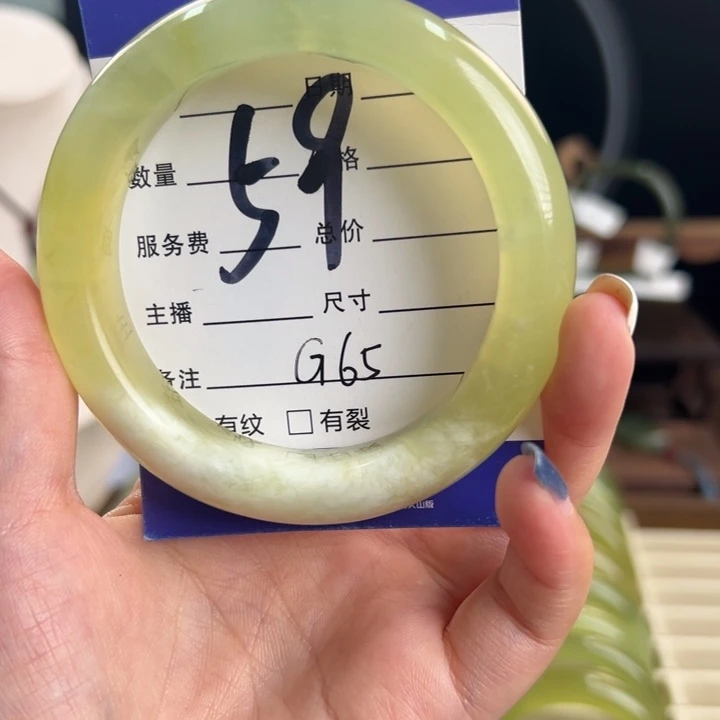 日期
59
数量 格
服务费 总价
主播 尺寸
备注 G65
有纹 □有裂